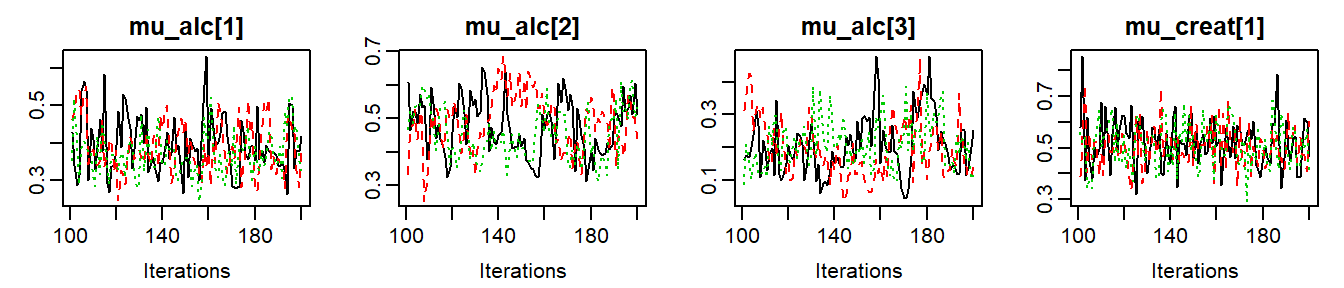 mu_alc[1]
0.5
0.3
100 140 180
Iterations
mu_alc[2]
0.7
0.5
0.3
100 140 180
Iterations
mu_alc[3]
0.3
0.1
100 140 180
Iterations
mu_creat[1]
0.7
0.5
0.3
100 140 180
Iterations